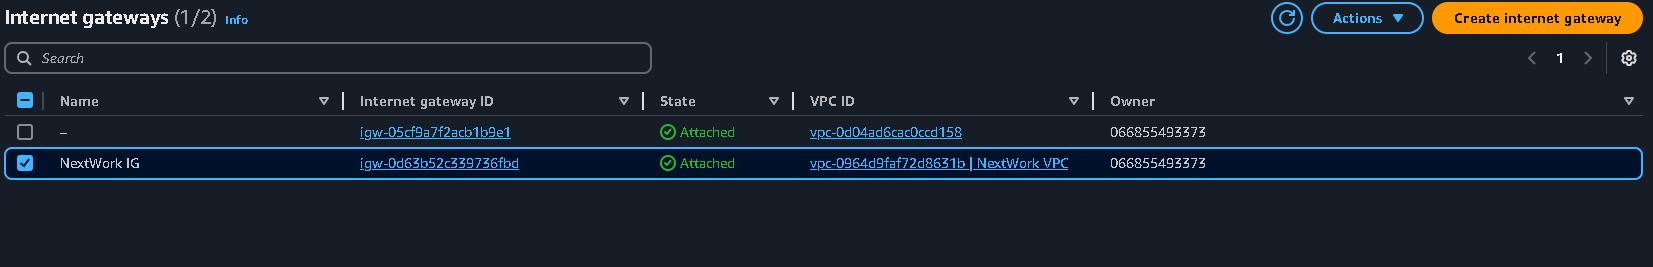 Internet gateways (1/2) Info Actions Create internet gateway
Search 1
Name Internet gateway ID State VPC ID Owner
– igw-05cf9a7f2acb1b9e1 Attached vpc-0d04ad6cac0ccd158 066855493373
NextWork IG igw-0d63b52c339736fbd Attached vpc-0964d9faf72d8631b | NextWork VPC 066855493373